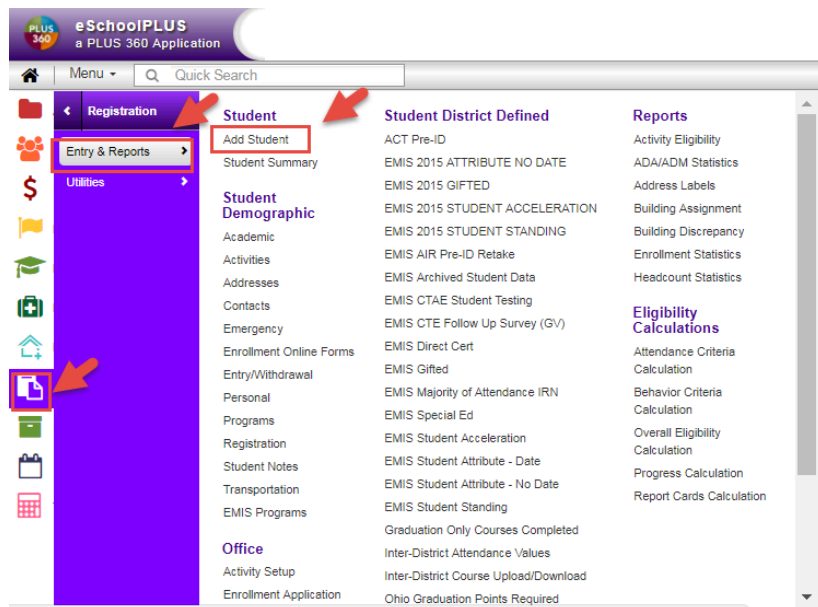 PLUS
360
eSchoolPLUS
a PLUS 360 Application
Menu
Quick Search
Registration
Entry & Reports
Utilities
Student
Add Student
Student Summary
Student
Demographic
Academic
Activities
Addresses
Contacts
Emergency
Enrollment Online Forms
Entry/Withdrawal
Personal
Programs
Registration
Student Notes
Transportation
EMIS Programs
Office
Activity Setup
Enrollment Application
Student District Defined
ACT Pre-ID
EMIS 2015 ATTRIBUTE NO DATE
EMIS 2015 GIFTED
EMIS 2015 STUDENT ACCELERATION
EMIS 2015 STUDENT STANDING
EMIS AIR Pre-ID Retake
EMIS Archived Student Data
EMIS CTAE Student Testing
EMIS CTE Follow Up Survey (GV)
EMIS Direct Cert
EMIS Gifted
EMIS Majority of Attendance IRN
EMIS Special Ed
EMIS Student Acceleration
EMIS Student Attribute - Date
EMIS Student Attribute - No Date
EMIS Student Standing
Graduation Only Courses Completed
Inter-District Attendance Values
Inter-District Course Upload/Download
Ohio Graduation Points Required
Reports
Activity Eligibility
ADA/ADM Statistics
Address Labels
Building Assignment
Building Discrepancy
Enrollment Statistics
Headcount Statistics
Eligibility
Calculations
Attendance Criteria
Calculation
Behavior Criteria
Calculation
Overall Eligibility
Calculation
Progress Calculation
Report Cards Calculation